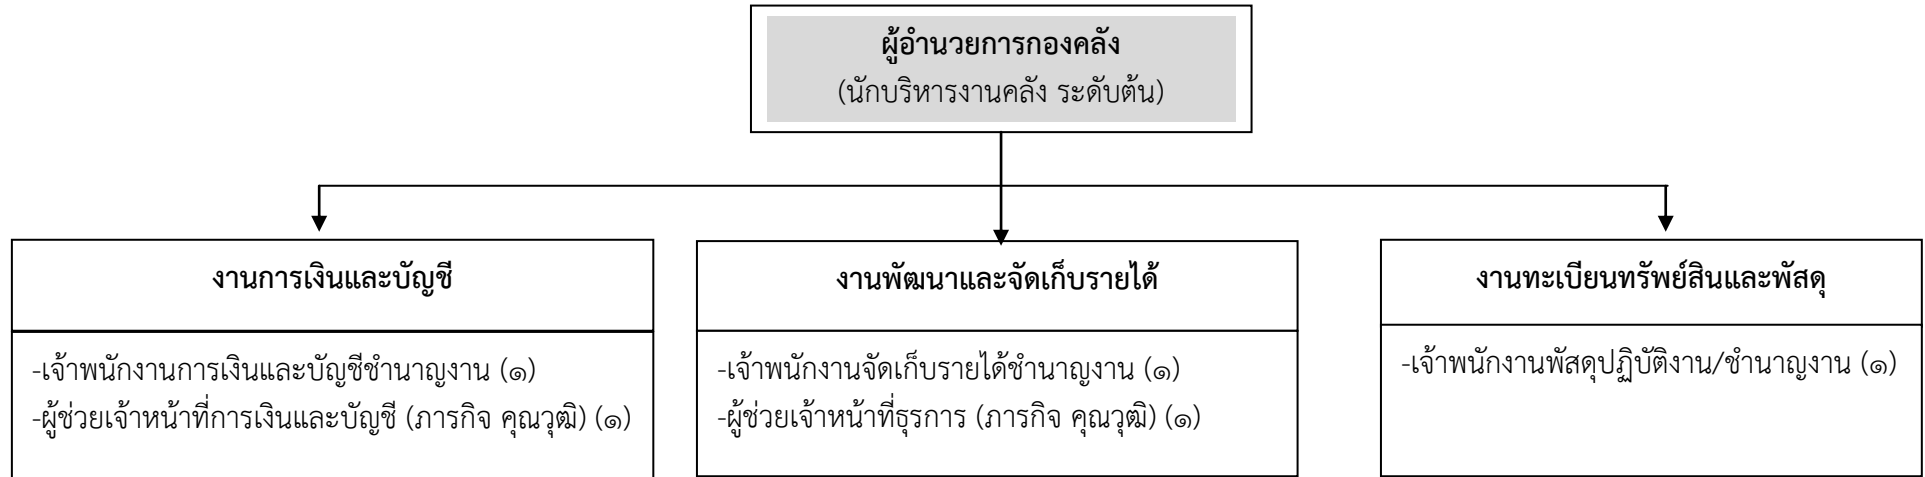 ผู้อำนวยการกองคลัง
(นักบริหารงานคลัง ระดับต้น)
งานการเงินและบัญชี
-เจ้าพนักงานการเงินและบัญชีชำนาญงาน (๑)
-ผู้ช่วยเจ้าหน้าที่การเงินและบัญชี (ภารกิจ คุณวุฒิ) (๑)
งานพัฒนาและจัดเก็บรายได้
-เจ้าพนักงานจัดเก็บรายได้ชำนาญงาน (๑)
-ผู้ช่วยเจ้าหน้าที่ธุรการ (ภารกิจ คุณวุฒิ) (๑)
งานทะเบียนทรัพย์สินและพัสดุ
-เจ้าพนักงานพัสดุปฏิบัติงาน/ชำนาญงาน (๑)